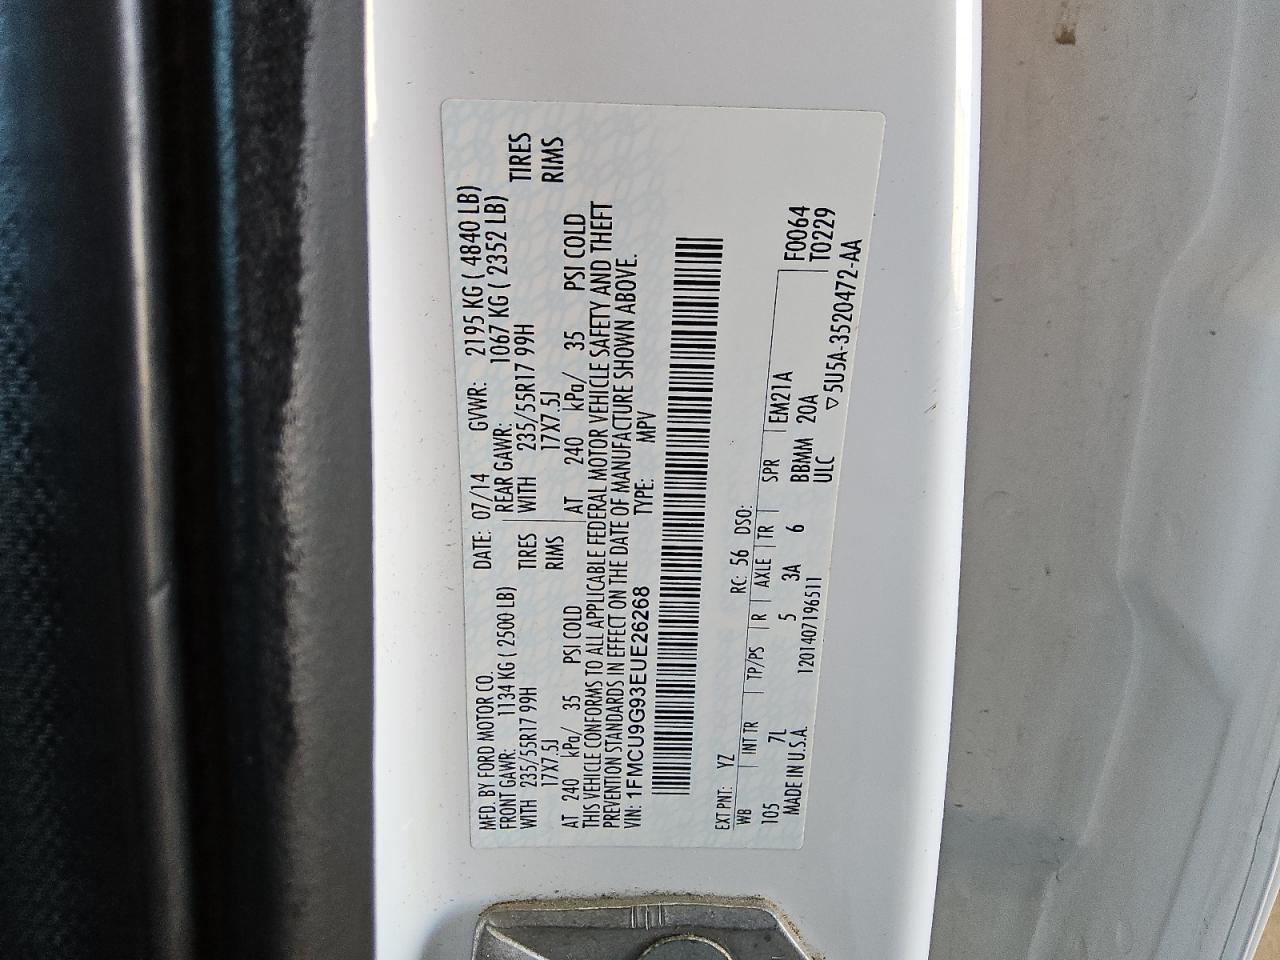 MFD. BY FORD MOTOR CO. DATE: 07/14 GVWR: 2195 KG ( 4840 LB)
FRONT GAWR: 1134 KG ( 2500 LB) REAR GAWR: 1067 KG ( 2352 LB)
WITH 235/55R17 99H TIRES WITH 235/55R17 99H TIRES
17X7.5J RIMS 17X7.5J RIMS
AT 240 kPa/ 35 PSI COLD AT 240 kPa/ 35 PSI COLD
THIS VEHICLE CONFORMS TO ALL APPLICABLE FEDERAL MOTOR VEHICLE SAFETY AND THEFT
PREVENTION STANDARDS IN EFFECT ON THE DATE OF MANUFACTURE SHOWN ABOVE.
VIN: 1FMCU9G93EUE26268 TYPE: MPV
EXT PNT: YZ RC: 56 DSO:
WB INT TR TP/PS R AXLE TR SPR EM21A F0064
105 7L 5 3A 6 BBMM 20A T0229
MADE IN U.S.A. 1201407196511 ULC ▽5U5A-3520472-AA